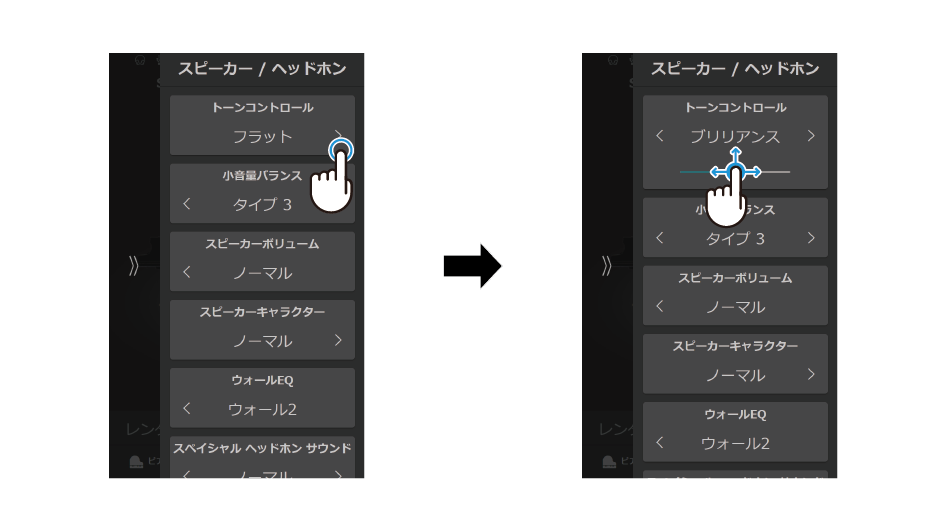 スピーカー / ヘッドホン
トーンコントロール
フラット
小音量バランス
タイプ 3
スピーカーボリューム
ノーマル
スピーカーキャラクター
ノーマル
ウォールEQ
ウォール2
スペイシャル ヘッドホン サウンド
ノーマル
スピーカー / ヘッドホン
トーンコントロール
ブリリアンス
タイプ 3
スピーカーボリューム
ノーマル
スピーカーキャラクター
ノーマル
ウォールEQ
ウォール2